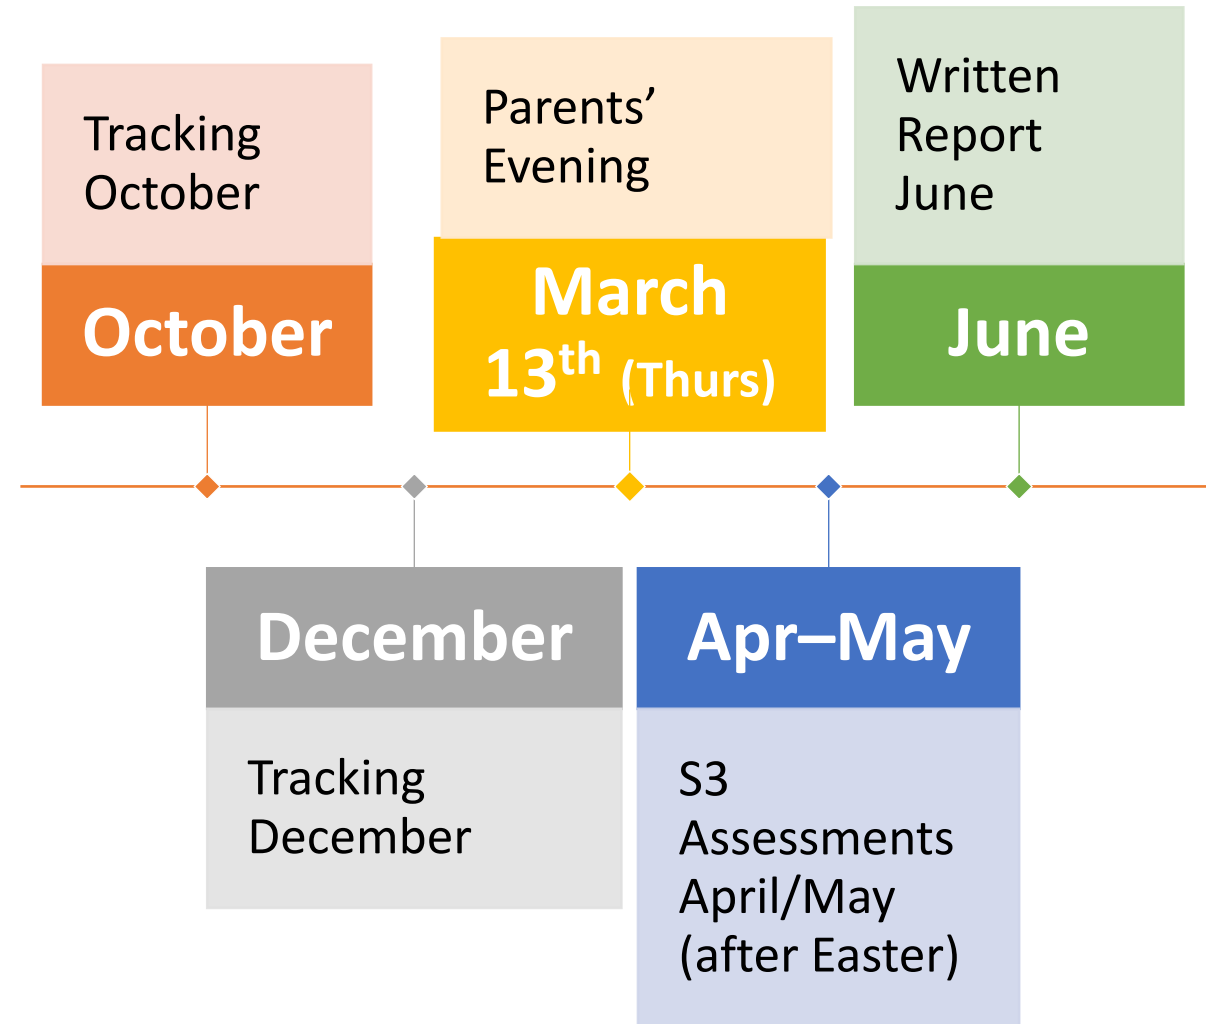 Tracking
October
October
Parents’
Evening
March
13th (Thurs)
Written
Report
June
June
December
Tracking
December
Apr–May
S3
Assessments
April/May
(after Easter)